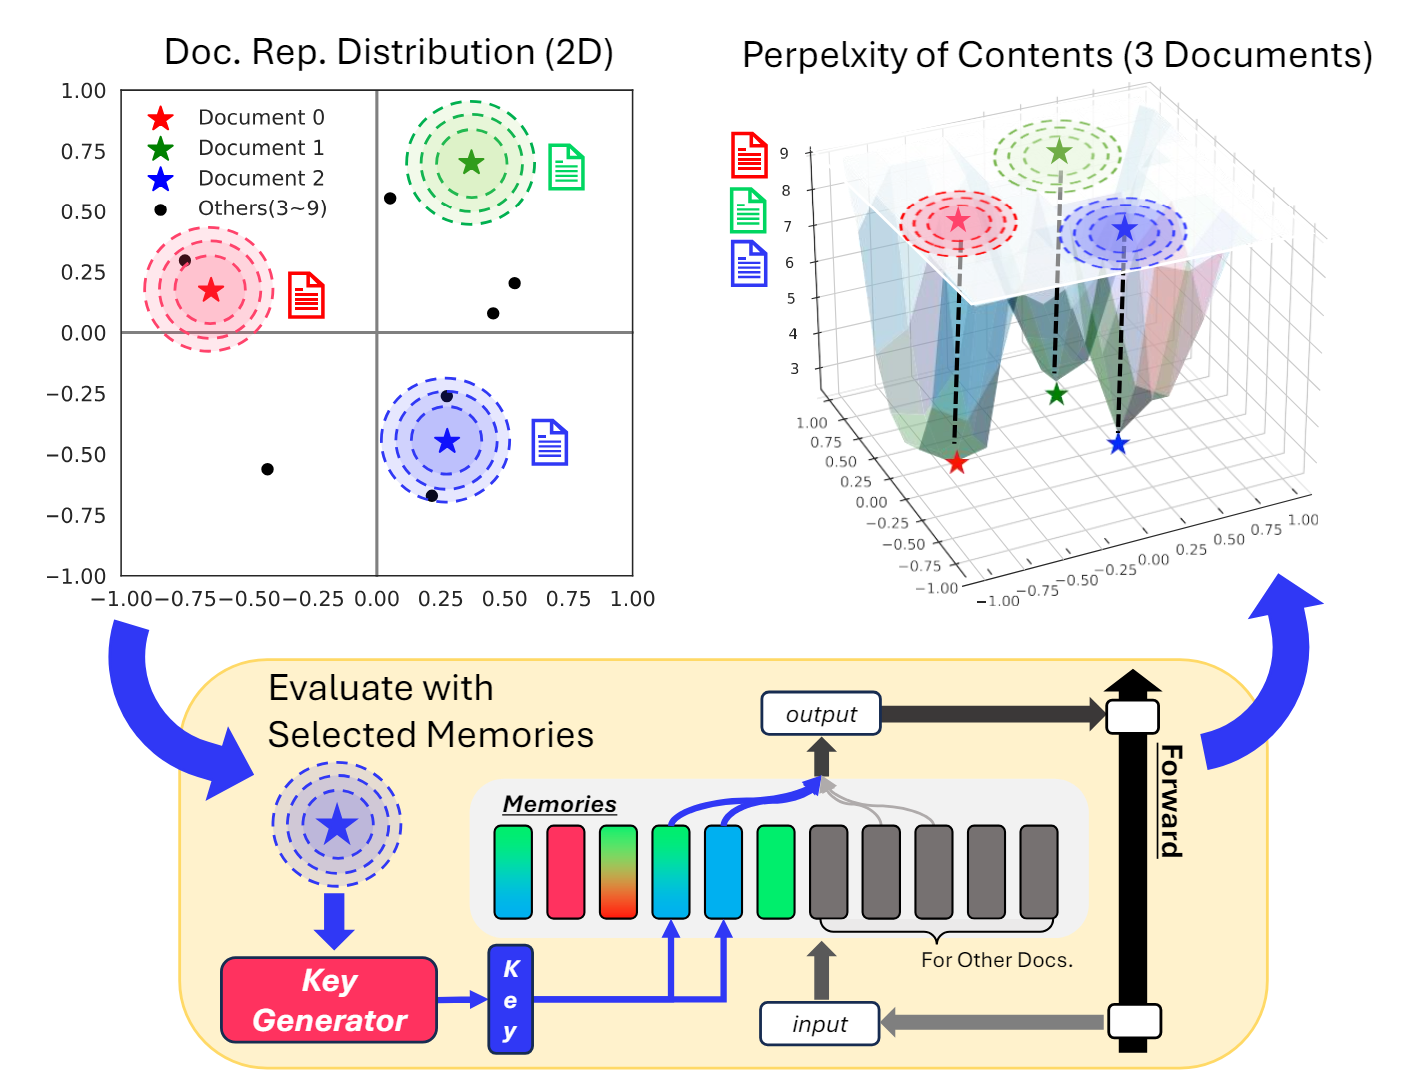 Doc. Rep. Distribution (2D)
1.00
0.75
0.50
0.25
0.00
−0.25
−0.50
−0.75
−1.00
−1.00 −0.75 −0.50 −0.25 0.00 0.25 0.50 0.75 1.00
Document 0
Document 1
Document 2
Others(3~9)
Perpelxity of Contents (3 Documents)
9
8
7
6
5
4
3
1.00
0.75
0.50
0.25
0.00
−0.25
−0.50
−0.75
−1.00
−1.00 −0.75 −0.50 −0.25 0.00 0.25 0.50 0.75 1.00
Evaluate with
Selected Memories
output
Memories
Forward
For Other Docs.
Key
Generator
Key
input